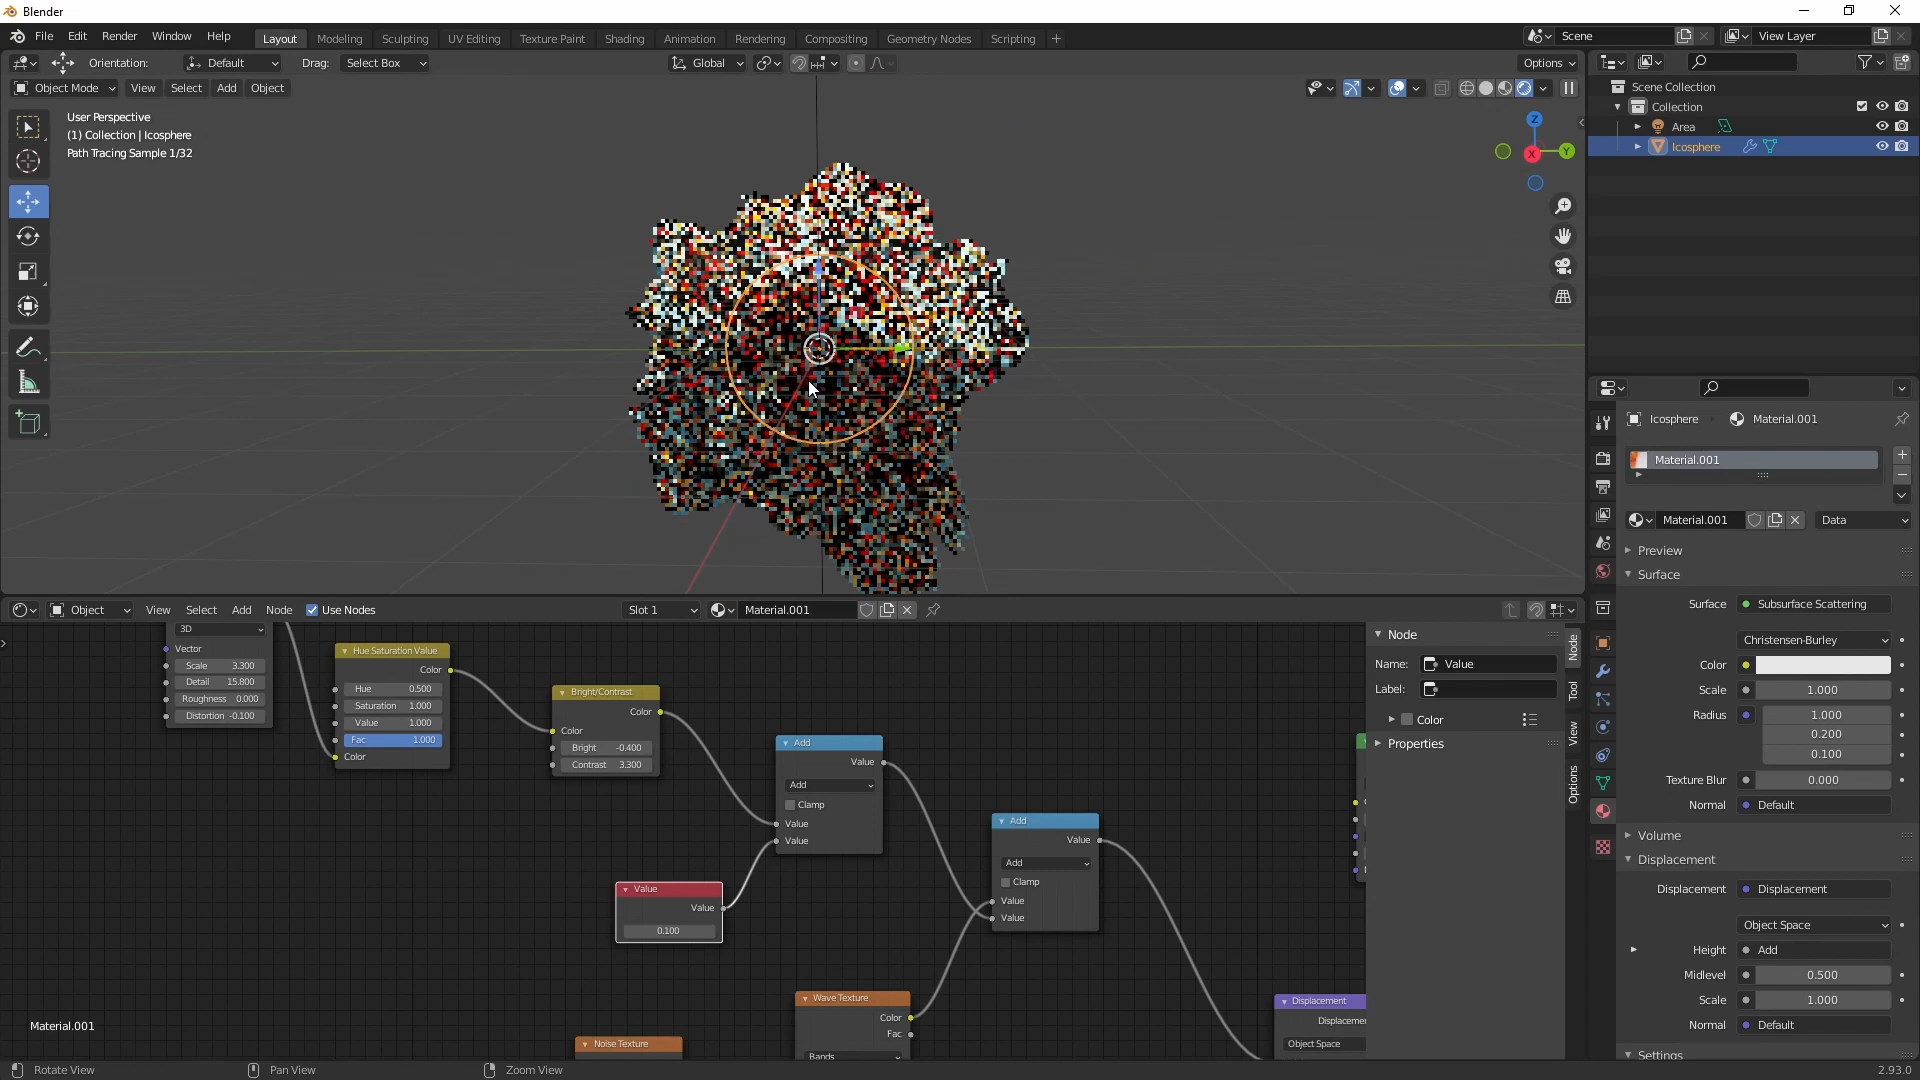 Blender
File Edit Render Window Help
Layout Modeling Sculpting UV Editing Texture Paint Shading Animation Rendering Compositing Geometry Nodes Scripting
Scene
View Layer
Orientation: Default Drag: Select Box
Global
Options
Object Mode View Select Add Object
User Perspective
(1) Collection | Icosphere
Path Tracing Sample 1/32
Z
Y
X
Scene Collection
Collection
Area
Icosphere
Icosphere Material.001
Material.001
Material.001 Data
Preview
Surface
Surface Subsurface Scattering
Christensen-Burley
Color
Scale 1.000
Radius 1.000
0.200
0.100
Texture Blur 0.000
Normal Default
Volume
Displacement
Displacement Displacement
Object Space
Height Add
Midlevel 0.500
Scale 1.000
Normal Default
Settings
Object View Select Add Node Use Nodes Slot 1 Material.001
3D
Vector
Scale 3.300
Detail 15.800
Roughness 0.000
Distortion -0.100
Hue Saturation Value
Color
Hue 0.500
Saturation 1.000
Value 1.000
Fac 1.000
Color
Bright/Contrast
Color
Color
Bright -0.400
Contrast 3.300
Add
Value
Add
Clamp
Value
Value
Value
Value
0.100
Add
Value
Add
Clamp
Value
Value
Wave Texture
Color
Fac
Bands
Noise Texture
Displacement
Displacemen
Object Space
Node
Name: Value
Label:
Color
Properties
Node
Tool
View
Options
Material.001
Rotate View Pan View Zoom View 2.93.0